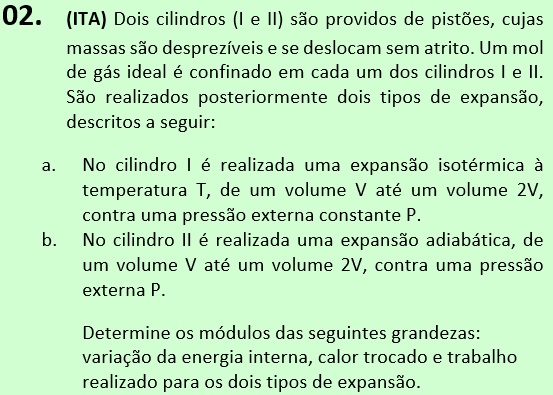 02. (ITA) Dois cilindros (I e II) são providos de pistões, cujas
massas são desprezíveis e se deslocam sem atrito. Um mol
de gás ideal é confinado em cada um dos cilindros I e II.
São realizados posteriormente dois tipos de expansão,
descritos a seguir:
a. No cilindro I é realizada uma expansão isotérmica à
temperatura T, de um volume V até um volume 2V,
contra uma pressão externa constante P.
b. No cilindro II é realizada uma expansão adiabática, de
um volume V até um volume 2V, contra uma pressão
externa P.
Determine os módulos das seguintes grandezas:
variação da energia interna, calor trocado e trabalho
realizado para os dois tipos de expansão.